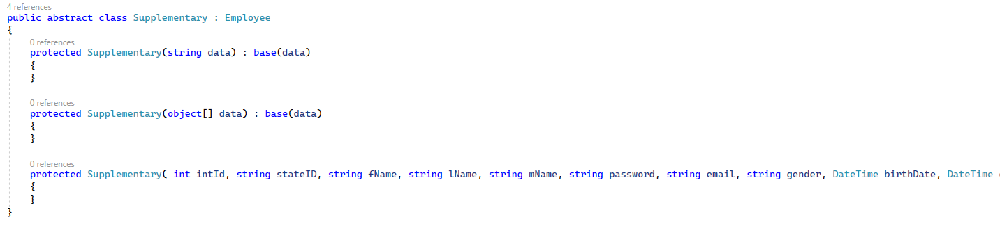 4 references
public abstract class Supplementary : Employee
{
0 references
protected Supplementary(string data) : base(data)
{
}
0 references
protected Supplementary(object[] data) : base(data)
{
}
0 references
protected Supplementary( int intId, string stateID, string fName, string lName, string mName, string password, string email, string gender, DateTime birthDate, DateTime
{
}
}